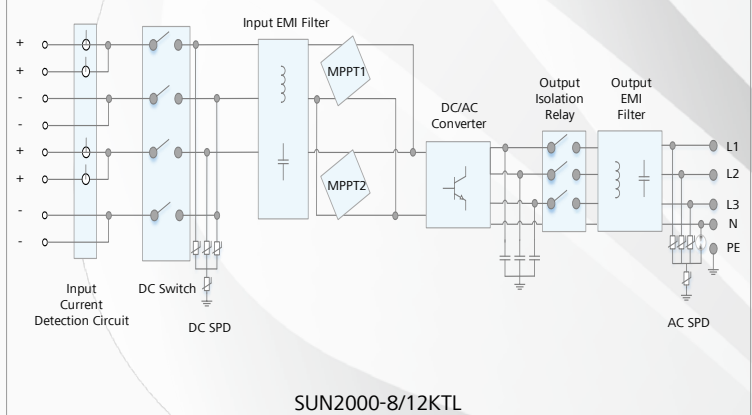 Input EMI Filter
+
+
-
-
+
+
-
-
MPPT1
MPPT2
DC/AC
Converter
Output
Isolation
Relay
Output
EMI
Filter
L1
L2
L3
N
PE
Input
Current
Detection Circuit
DC Switch
DC SPD
AC SPD
SUN2000-8/12KTL